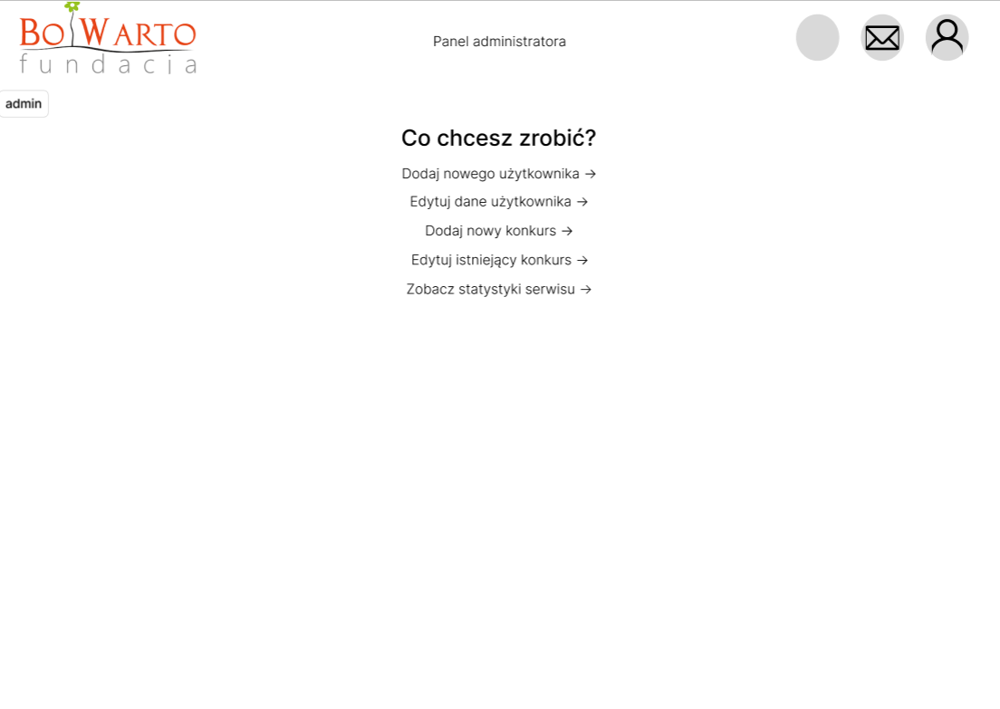 BO WARTO
fundacja
Panel administratora
admin
Co chcesz zrobić?
Dodaj nowego użytkownika →
Edytuj dane użytkownika →
Dodaj nowy konkurs →
Edytuj istniejący konkurs →
Zobacz statystyki serwisu →